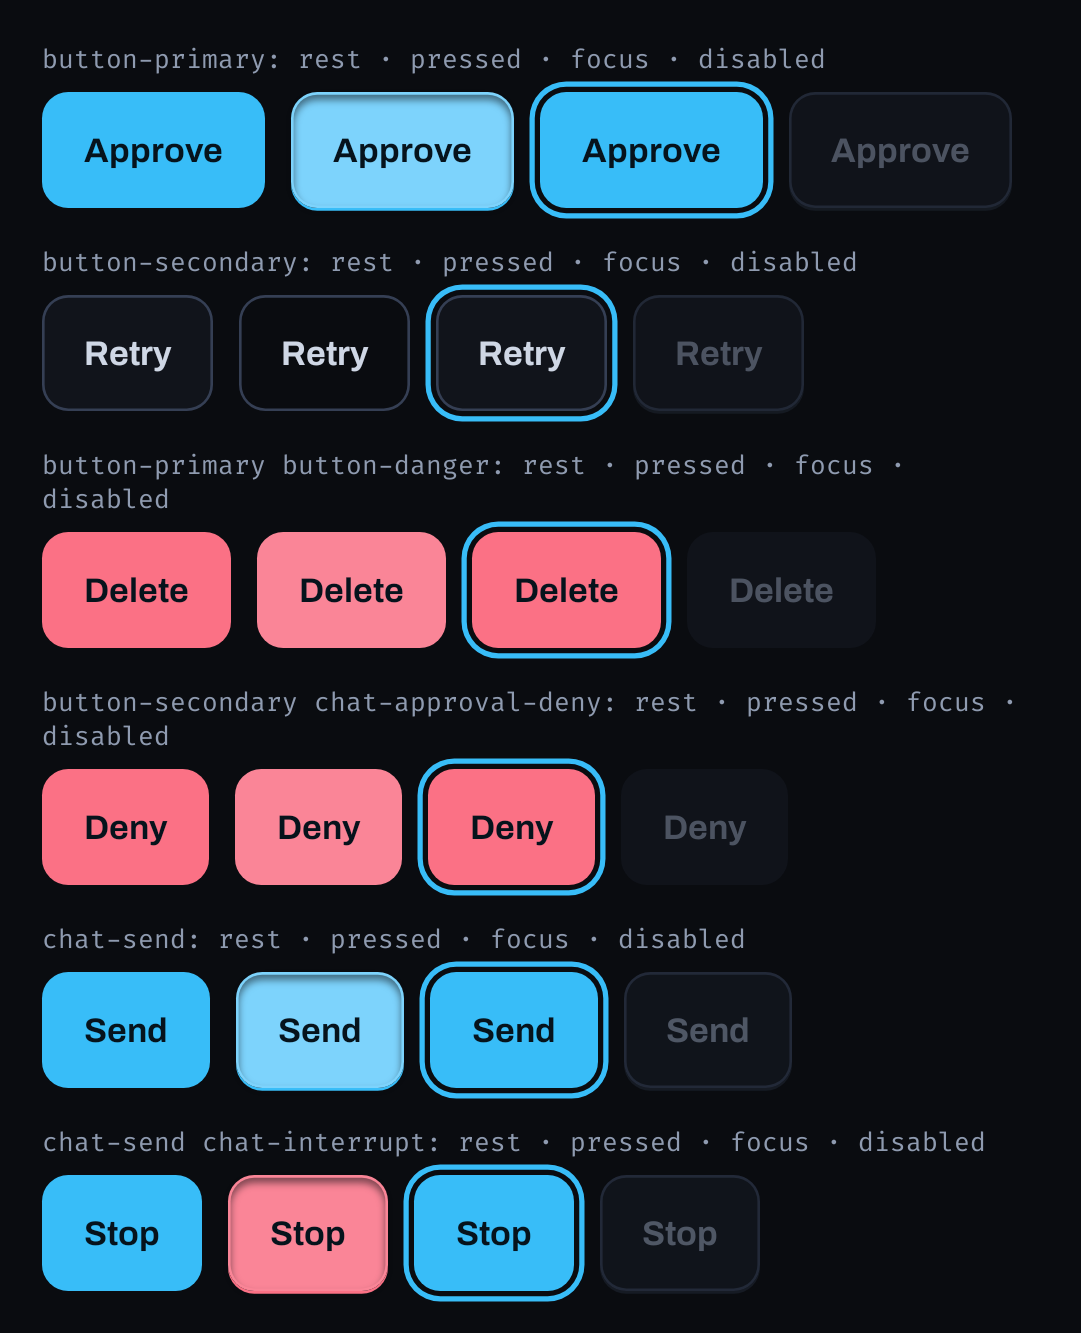 button-primary: rest · pressed · focus · disabled
Approve Approve Approve Approve
button-secondary: rest · pressed · focus · disabled
Retry Retry Retry Retry
button-primary button-danger: rest · pressed · focus ·
disabled
Delete Delete Delete Delete
button-secondary chat-approval-deny: rest · pressed · focus ·
disabled
Deny Deny Deny Deny
chat-send: rest · pressed · focus · disabled
Send Send Send Send
chat-send chat-interrupt: rest · pressed · focus · disabled
Stop Stop Stop Stop